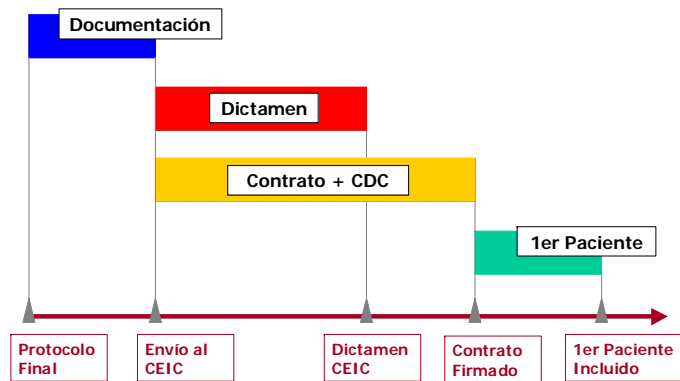 Documentación
Dictamen
Contrato + CDC
1er Paciente
Protocolo
Final
Envío al
CEIC
Dictamen
CEIC
Contrato
Firmado
1er Paciente
Incluido